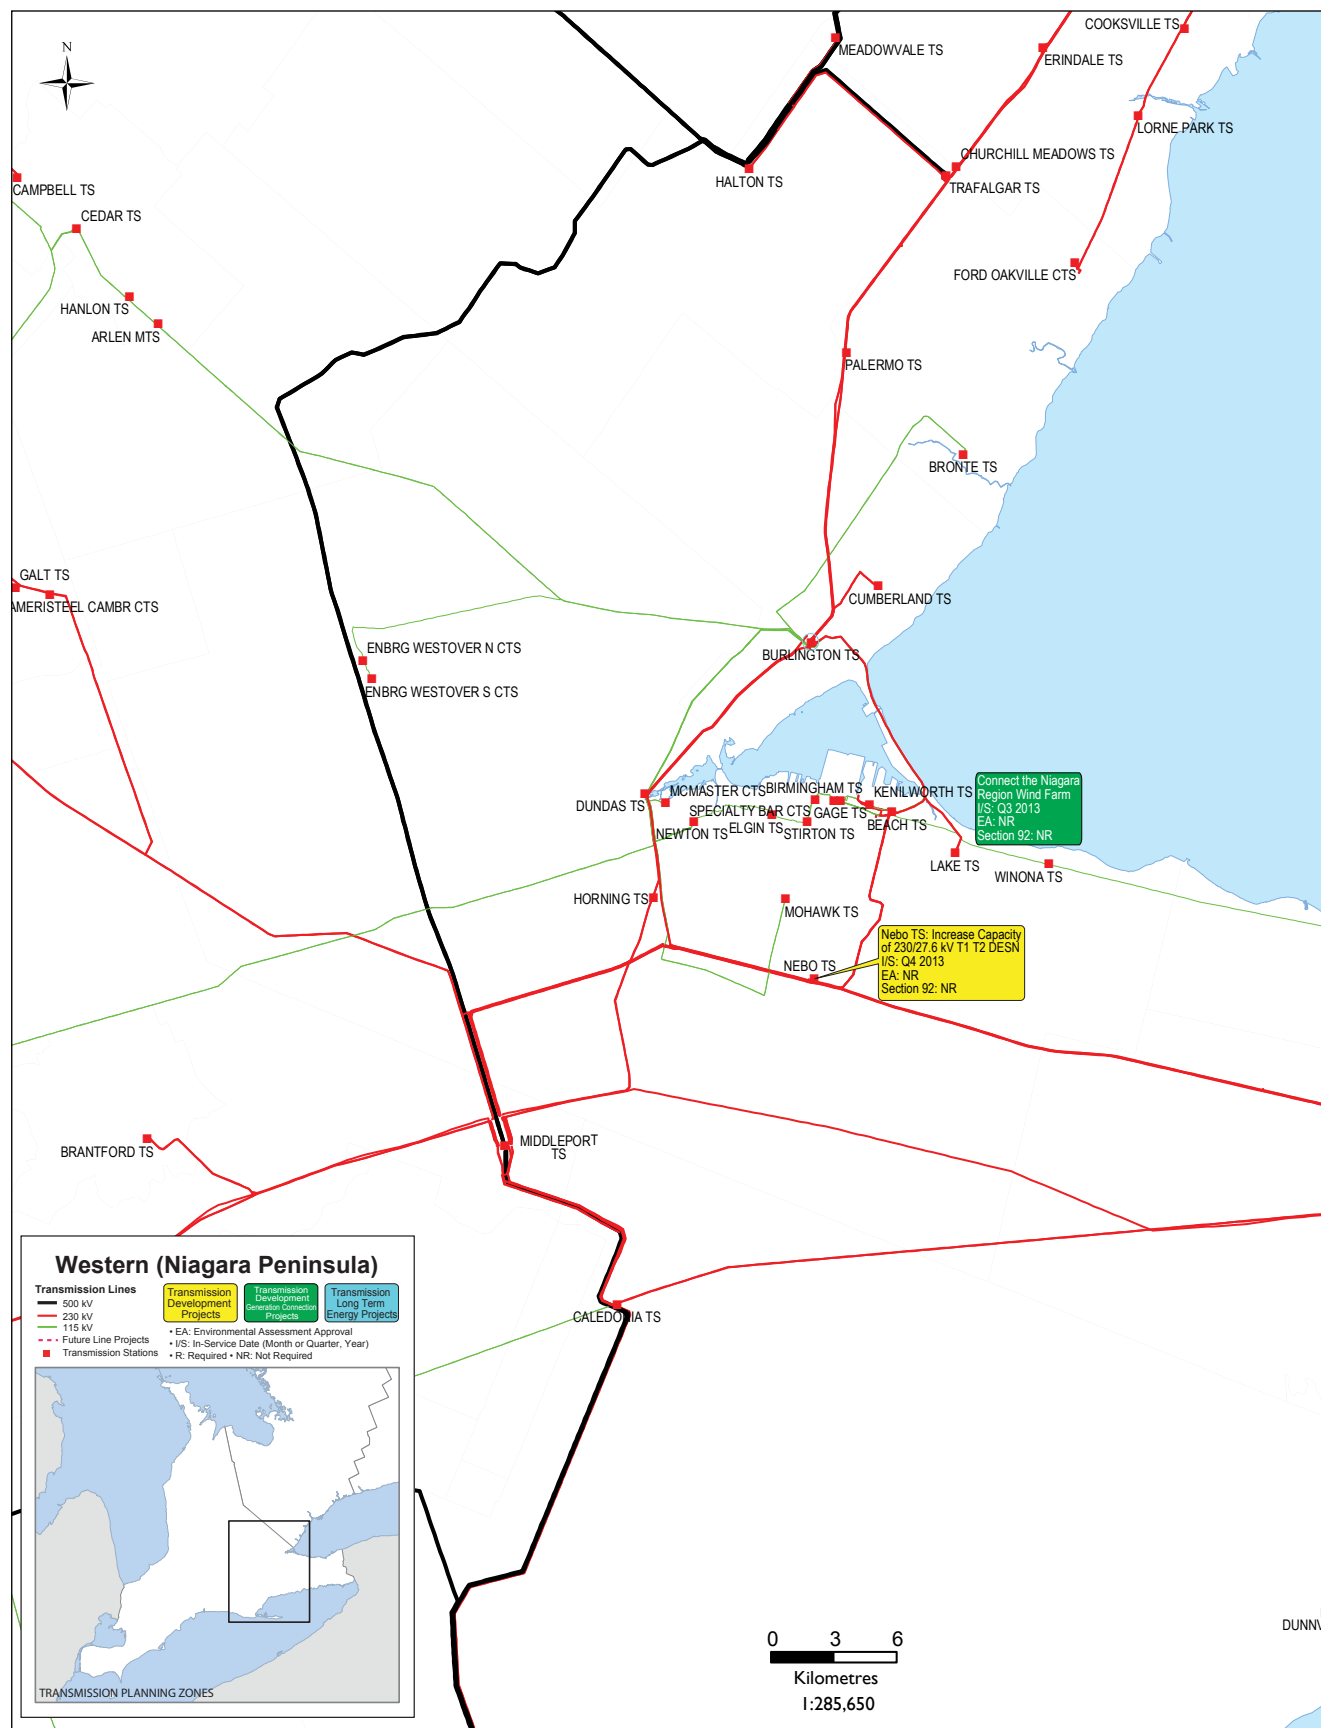 COOKSVILLE TS
N
MEADOWVALE TS
ERINDALE TS
LORNE PARK TS
CHURCHILL MEADOWS TS
HALTON TS
TRAFALGAR TS
CAMPBELL TS
CEDAR TS
FORD OAKVILLE CTS
HANLON TS
ARLEN MTS
PALERMO TS
BRONTE TS
GALT TS
AMERISTEEL CAMBR CTS
CUMBERLAND TS
ENBRG WESTOVER N CTS
BURLINGTON TS
ENBRG WESTOVER S CTS
Connect the Niagara
Region Wind Farm
I/S: Q3 2013
EA: NR
Section 92: NR
MCMASTER CTS
BIRMINGHAM TS
KENILWORTH TS
DUNDAS TS
SPECIALTY BAR CTS
GAGE TS
BEACH TS
NEWTON TS
ELGIN TS
STIRTON TS
LAKE TS
WINONA TS
HORNING TS
MOHAWK TS
Nebo TS: Increase Capacity
of 230/27.6 kV T1 T2 DESN
I/S: Q4 2013
EA: NR
Section 92: NR
NEBO TS
MIDDLEPORT
TS
BRANTFORD TS
CALEDONIA TS
Western (Niagara Peninsula)
Transmission Lines
500 kV
230 kV
115 kV
Future Line Projects
Transmission Stations
Transmission
Development
Projects
Transmission
Development
Generation Connection
Projects
Transmission
Long Term
Energy Projects
• EA: Environmental Assessment Approval
• I/S: In-Service Date (Month or Quarter, Year)
• R: Required • NR: Not Required
TRANSMISSION PLANNING ZONES
DUNNV
0 3 6
Kilometres
1:285,650